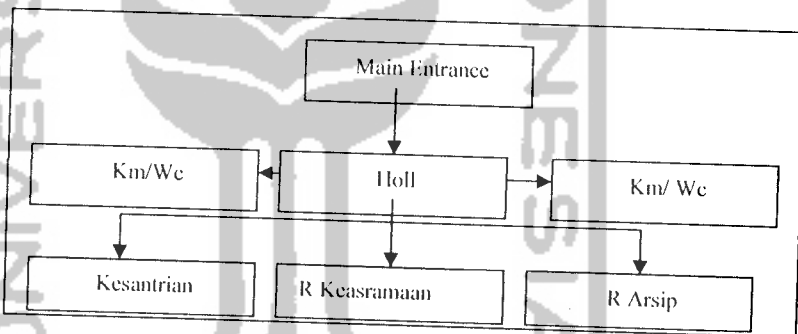 Main Entrance
Km/Wc
Holl
Km/ Wc
Kesantrian
R Keasramaan
R Arsip